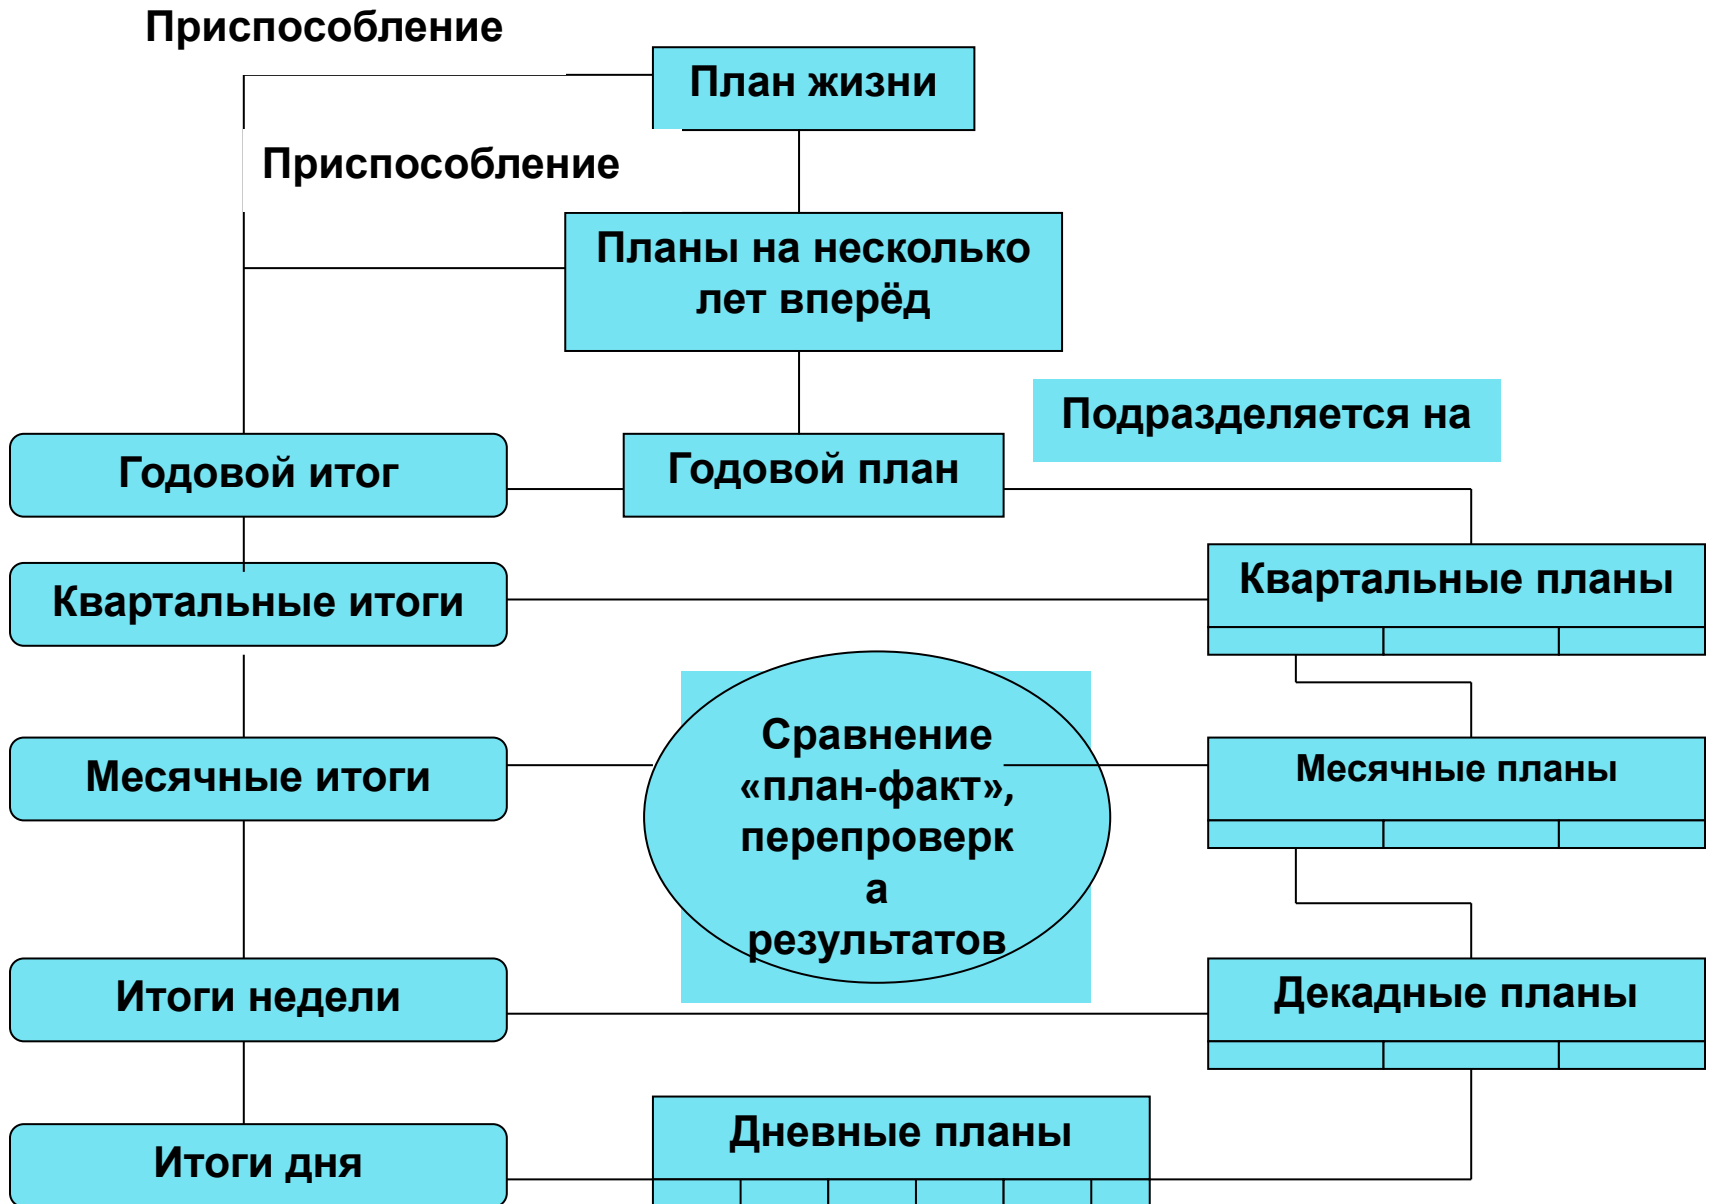 Приспособление
План жизни
Приспособление
Планы на несколько
лет вперёд
Подразделяется на
Годовой итог
Годовой план
Квартальные итоги
Квартальные планы
Сравнение
«план-факт»,
перепроверк
а
результатов
Месячные итоги
Месячные планы
Итоги недели
Декадные планы
Дневные планы
Итоги дня